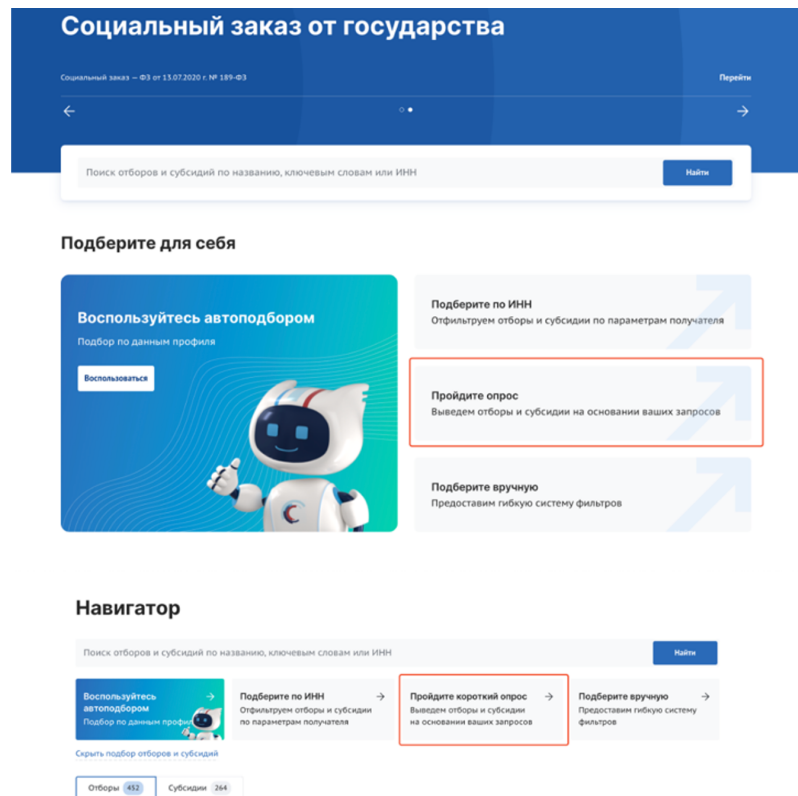 Социальный заказ от государства
Социальный заказ – ФЗ от 13.07.2020 г. № 189-ФЗ
Перейти
Поиск отборов и субсидий по названию, ключевым словам или ИНН
Найти
Подберите для себя
Воспользуйтесь автоподбором
Подбор по данным профиля
Воспользоваться
Подберите по ИНН
Отфильтруем отборы и субсидии по параметрам получателя
Пройдите опрос
Выведем отборы и субсидии на основании ваших запросов
Подберите вручную
Предоставим гибкую систему фильтров
Навигатор
Поиск отборов и субсидий по названию, ключевым словам или ИНН
Найти
Воспользуйтесь
автоподбором
Подбор по данным профил
Подберите по ИНН
Отфильтруем отборы и субсидии
по параметрам получателя
Пройдите короткий опрос
Выведем отборы и субсидии
на основании ваших запросов
Подберите вручную
Предоставим гибкую систему
фильтров
Скрыть подбор отборов и субсидий
Отборы 452
Субсидии 264